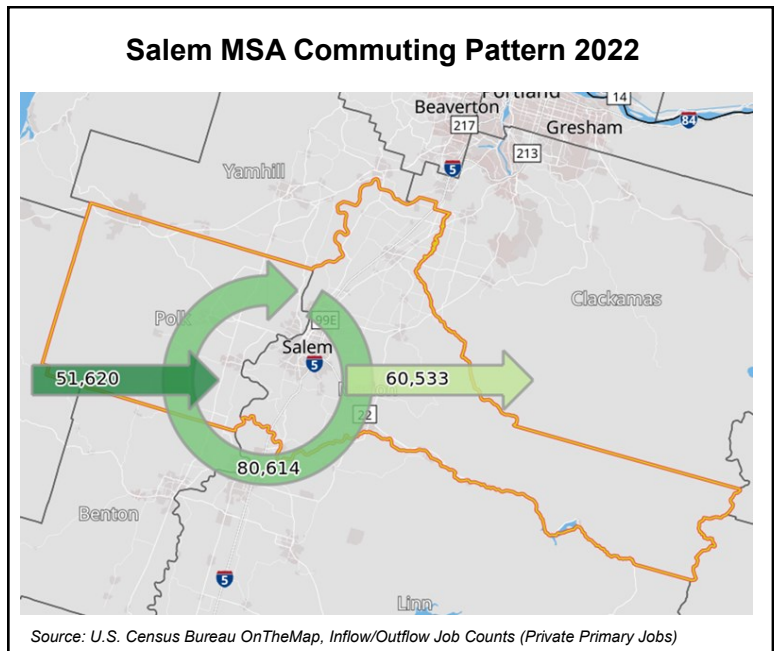 Salem MSA Commuting Pattern 2022
Portland
14
Beaverton
217
Gresham
84
213
5
Yamhill
Clackamas
Polk
99E
Salem
5
51,620
60,533
22
80,614
Benton
5
Linn
Source: U.S. Census Bureau OnTheMap, Inflow/Outflow Job Counts (Private Primary Jobs)